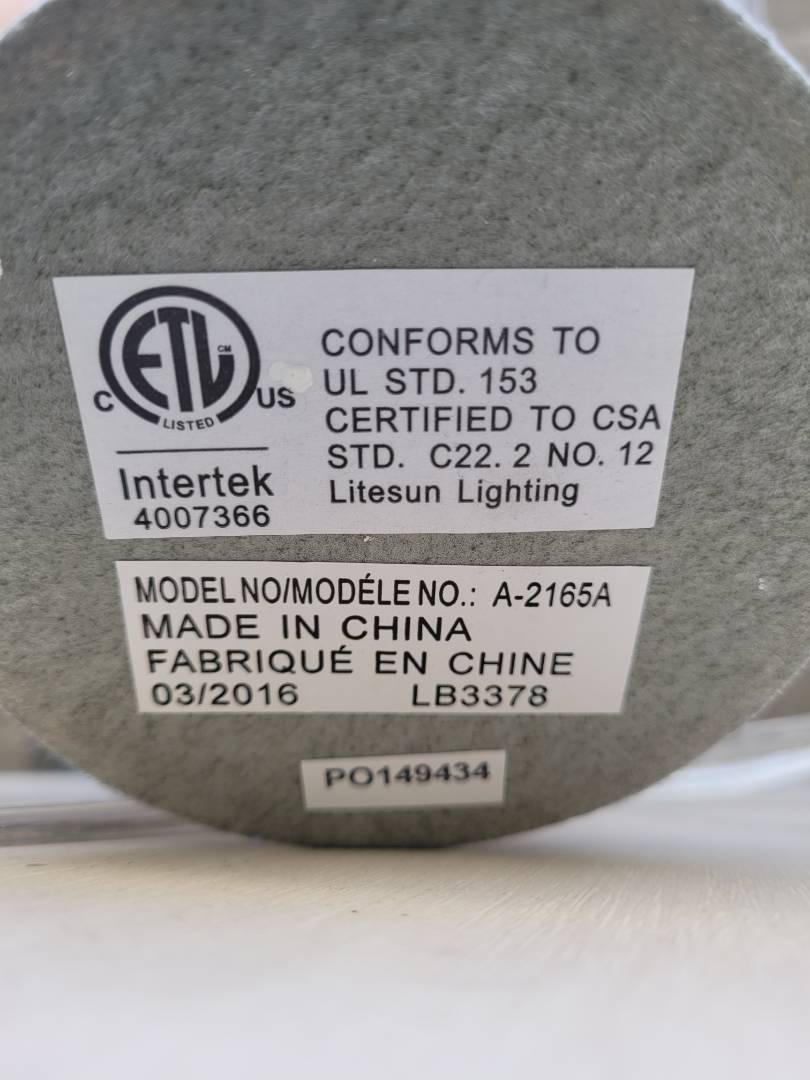 ETL CM
C US
LISTED
Intertek
4007366
CONFORMS TO
UL STD. 153
CERTIFIED TO CSA
STD. C22. 2 NO. 12
Litesun Lighting
MODEL NO/MODÉLE NO.: A-2165A
MADE IN CHINA
FABRIQUÉ EN CHINE
03/2016 LB3378
PO149434